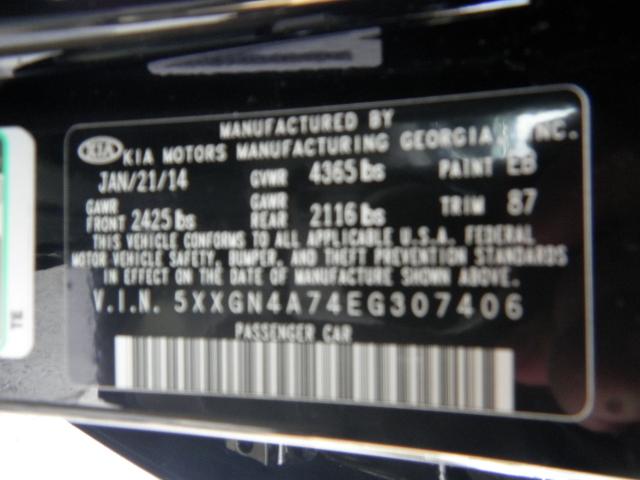 MANUFACTURED BY
KIA KIA MOTORS MANUFACTURING GEORGIA, INC.
JAN/21/14 GVWR 4365 lbs PAINT EB
GAWR FRONT 2425 lbs GAWR REAR 2116 lbs TRIM 87
THIS VEHICLE CONFORMS TO ALL APPLICABLE U.S.A. FEDERAL
MOTOR VEHICLE SAFETY, BUMPER, AND THEFT PREVENTION STANDARDS
IN EFFECT ON THE DATE OF MANUFACTURE SHOWN ABOVE.
V.I.N. 5XXGN4A74EG307406
PASSENGER CAR